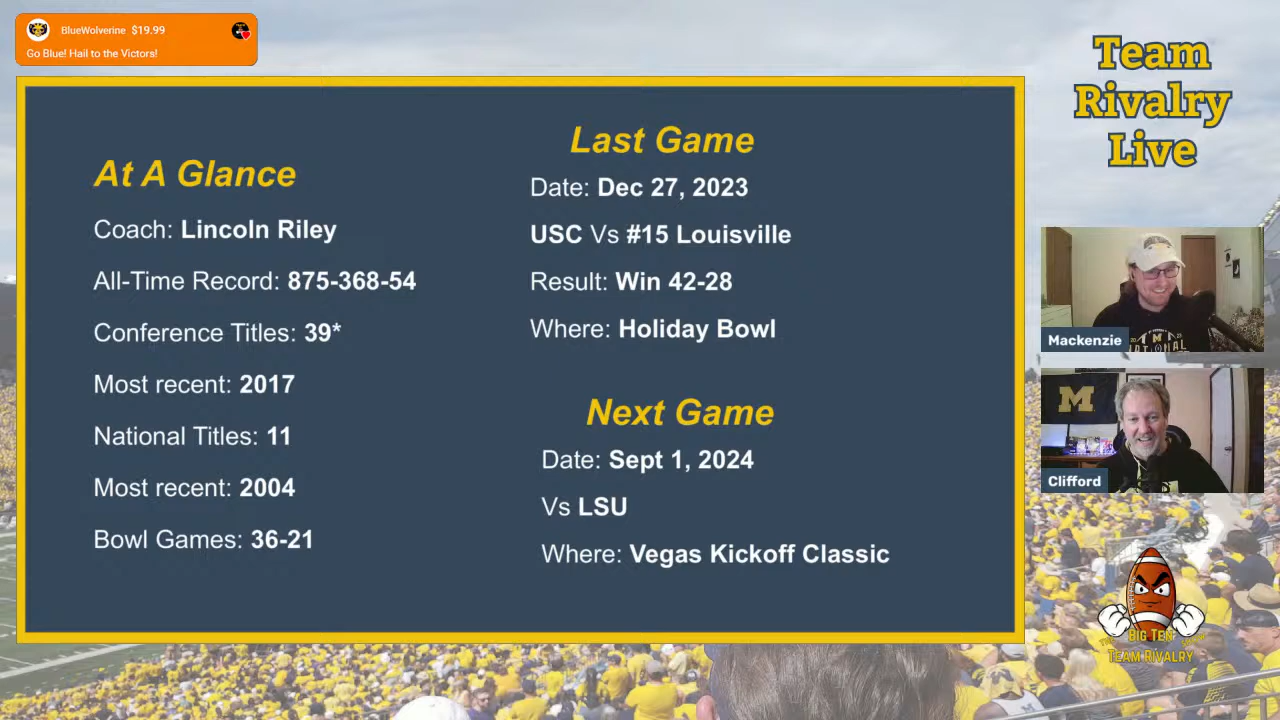 BlueWolverine $19.99
Go Blue! Hail to the Victors!
Team
Rivalry
Live
At A Glance
Coach: Lincoln Riley
All-Time Record: 875-368-54
Conference Titles: 39*
Most recent: 2017
National Titles: 11
Most recent: 2004
Bowl Games: 36-21
Last Game
Date: Dec 27, 2023
USC Vs #15 Louisville
Result: Win 42-28
Where: Holiday Bowl
Next Game
Date: Sept 1, 2024
Vs LSU
Where: Vegas Kickoff Classic
M
NATIONAL
Mackenzie
M
Clifford
BIG TEN
TEAM RIVALRY